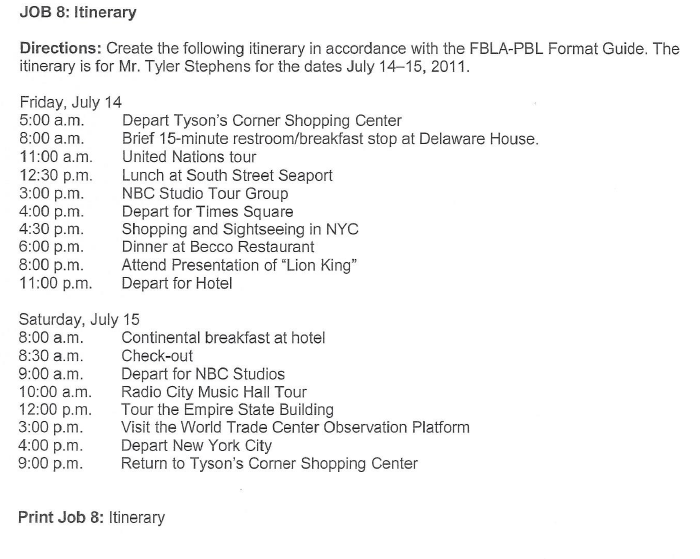 JOB 8: Itinerary
Directions: Create the following itinerary in accordance with the FBLA-PBL Format Guide. The
itinerary is for Mr. Tyler Stephens for the dates July 14–15, 2011.
Friday, July 14
5:00 a.m. Depart Tyson's Corner Shopping Center
8:00 a.m. Brief 15-minute restroom/breakfast stop at Delaware House.
11:00 a.m. United Nations tour
12:30 p.m. Lunch at South Street Seaport
3:00 p.m. NBC Studio Tour Group
4:00 p.m. Depart for Times Square
4:30 p.m. Shopping and Sightseeing in NYC
6:00 p.m. Dinner at Becco Restaurant
8:00 p.m. Attend Presentation of “Lion King”
11:00 p.m. Depart for Hotel
Saturday, July 15
8:00 a.m. Continental breakfast at hotel
8:30 a.m. Check-out
9:00 a.m. Depart for NBC Studios
10:00 a.m. Radio City Music Hall Tour
12:00 p.m. Tour the Empire State Building
3:00 p.m. Visit the World Trade Center Observation Platform
4:00 p.m. Depart New York City
9:00 p.m. Return to Tyson's Corner Shopping Center
Print Job 8: Itinerary